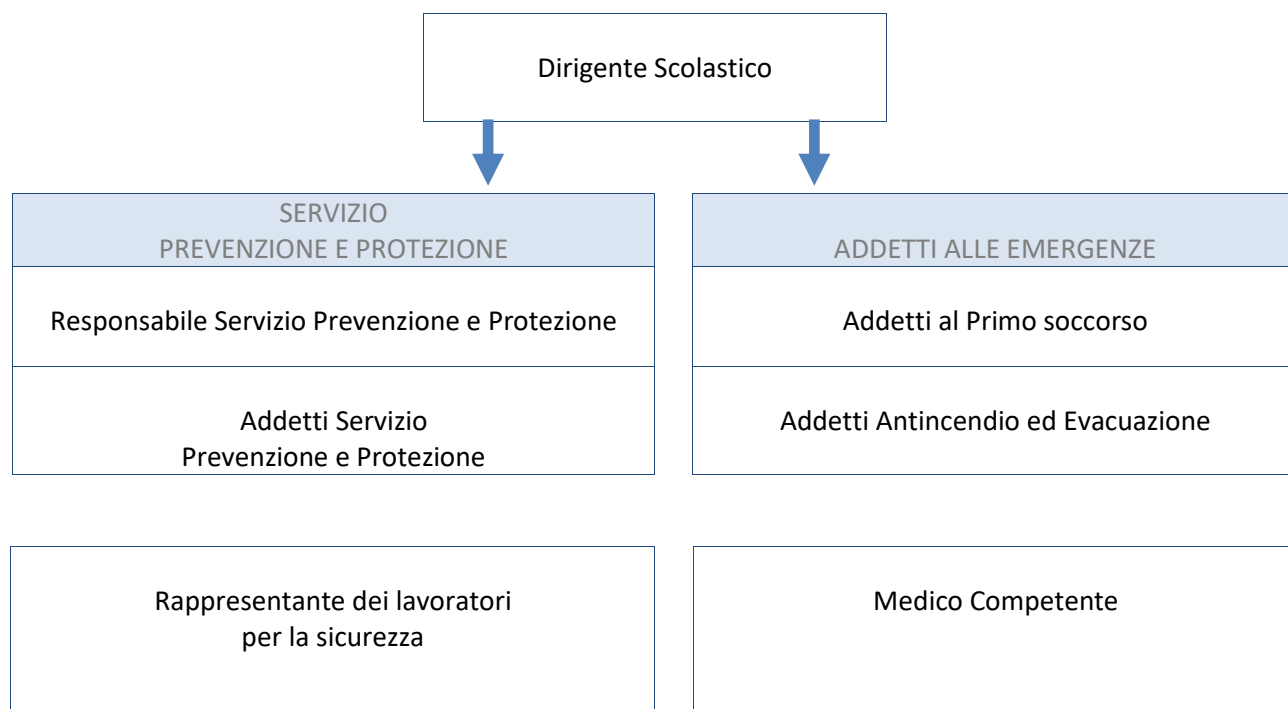 Dirigente Scolastico
SERVIZIO
PREVENZIONE E PROTEZIONE
Responsabile Servizio Prevenzione e Protezione
Addetti Servizio
Prevenzione e Protezione
ADDETTI ALLE EMERGENZE
Addetti al Primo soccorso
Addetti Antincendio ed Evacuazione
Rappresentante dei lavoratori
per la sicurezza
Medico Competente